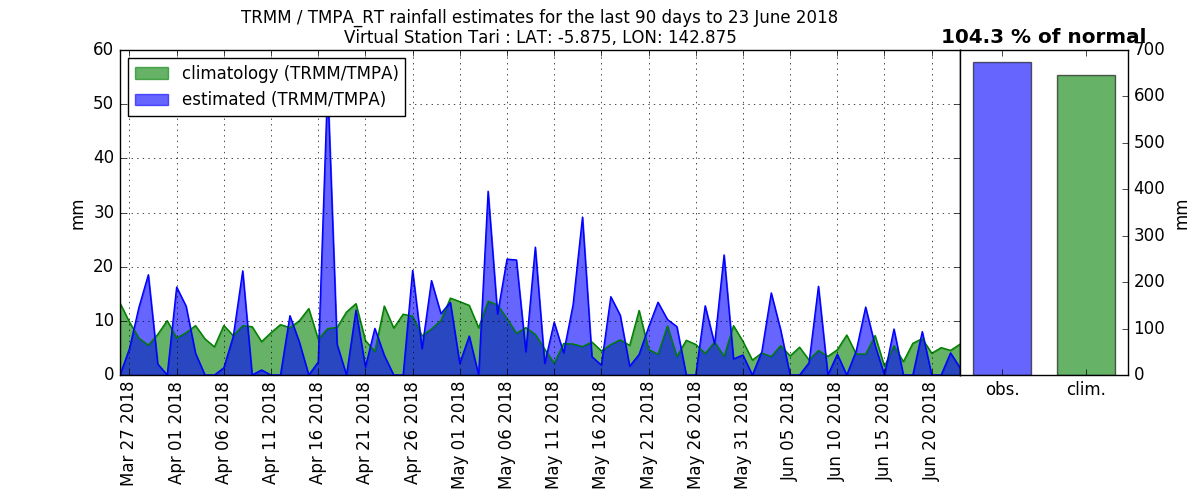 TRMM / TMPA_RT rainfall estimates for the last 90 days to 23 June 2018
Virtual Station Tari : LAT: -5.875, LON: 142.875
104.3 % of normal
climatology (TRMM/TMPA)
estimated (TRMM/TMPA)
60
50
40
30
20
10
0
mm
Mar 27 2018
Apr 01 2018
Apr 06 2018
Apr 11 2018
Apr 16 2018
Apr 21 2018
Apr 26 2018
May 01 2018
May 06 2018
May 11 2018
May 16 2018
May 21 2018
May 26 2018
May 31 2018
Jun 05 2018
Jun 10 2018
Jun 15 2018
Jun 20 2018
700
600
500
400
300
200
100
0
mm
obs.
clim.